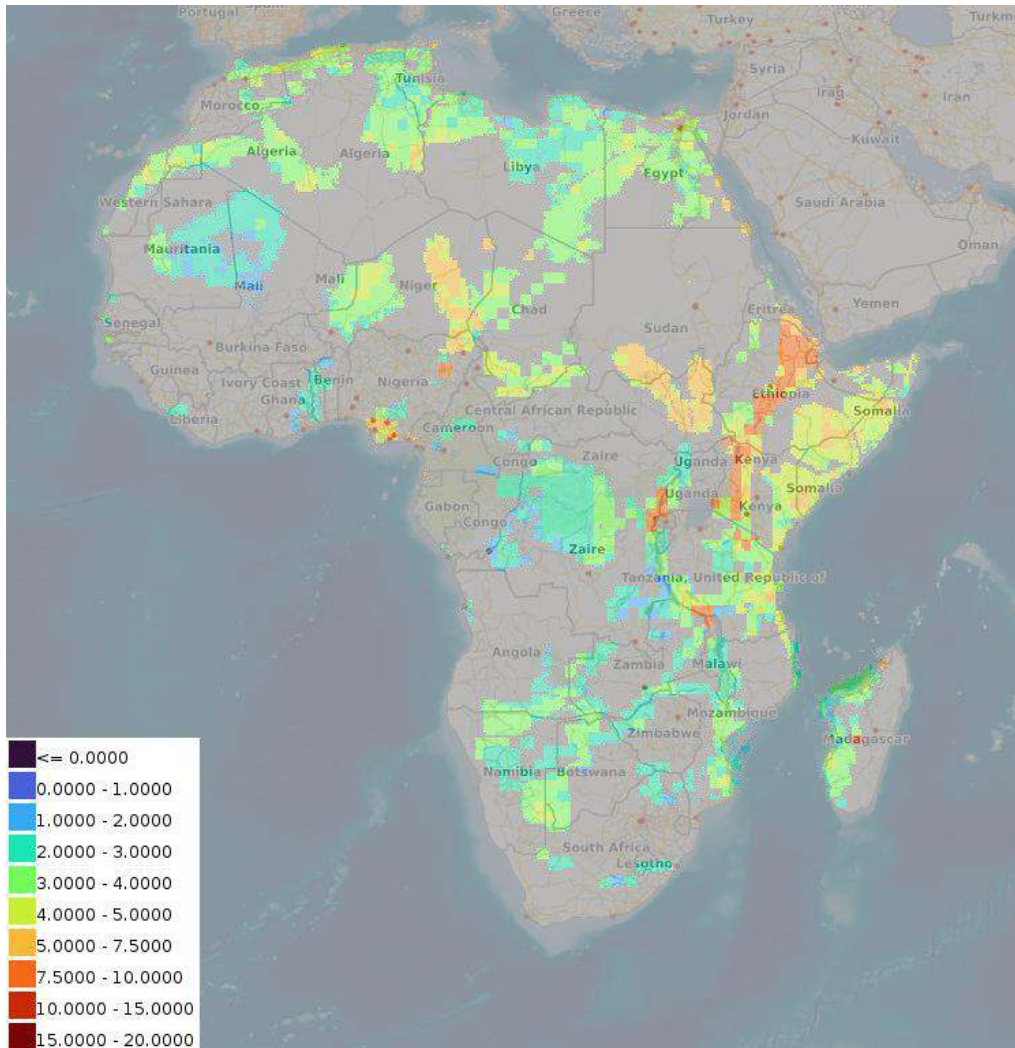 Portugal
Spain
Greece
Turkey
Turkm
Tunisia
Syria
Iraq
Iran
Morocco
Jordan
Kuwait
Algeria
Algeria
Libya
Egypt
Western Sahara
Saudi Arabia
Mauritania
Oman
Mali
Mali
Niger
Chad
Yemen
Eritrea
Senegal
Sudan
Burkina Faso
Guinea
Ivory Coast
Benin
Nigeria
Ethiopia
Ghana
Central African Republic
Somalia
Liberia
Cameroon
Congo
Zaire
Uganda
Kenya
Somalia
Uganda
Gabon
Kenya
Congo
Zaire
Tanzania, United Republic of
Angola
Zambia
Malawi
Mozambique
Zimbabwe
Madagascar
Namibia
Botswana
South Africa
Lesotho
<= 0.0000
0.0000 - 1.0000
1.0000 - 2.0000
2.0000 - 3.0000
3.0000 - 4.0000
4.0000 - 5.0000
5.0000 - 7.5000
7.5000 - 10.0000
10.0000 - 15.0000
15.0000 - 20.0000